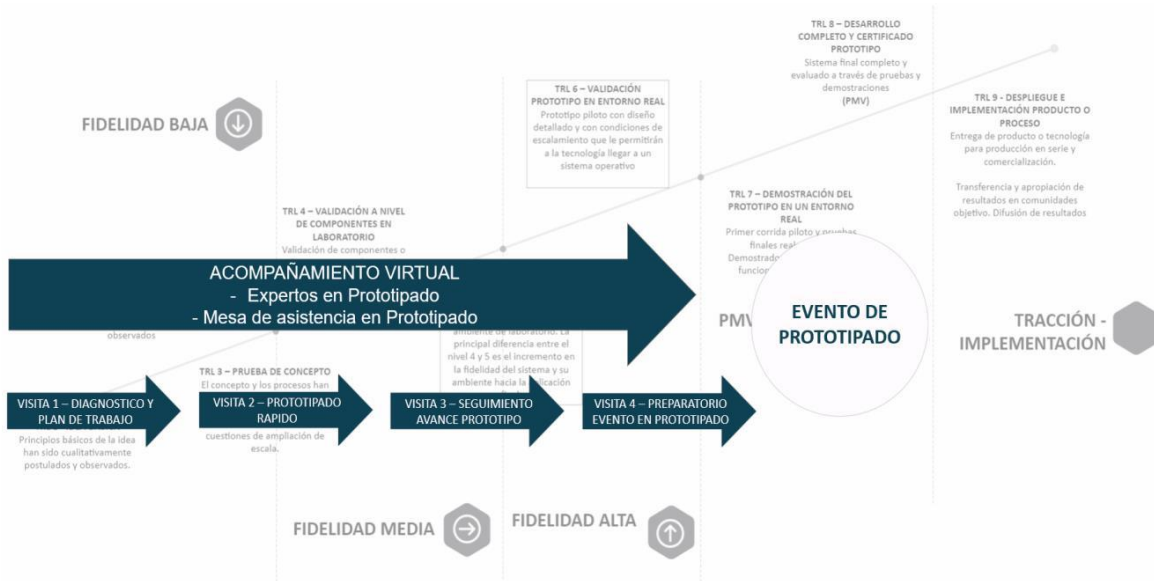 TRL 8 – DESARROLLO
COMPLETO Y CERTIFICADO
PROTOTIPO
Sistema final completo y
evaluado a través de pruebas y
demostraciones
(PMV)
TRL 6 – VALIDACIÓN
PROTOTIPO EN ENTORNO REAL
Prototipo piloto con diseño
detallado y con condiciones de
escalamiento que le permitirán
a la tecnología llegar a un
sistema operativo
TRL 9 - DESPLIEGUE E
IMPLEMENTACIÓN PRODUCTO O
PROCESO
Entrega de producto o tecnología
para producción en serie y
comercialización.
Transferencia y apropiación de
resultados en comunidades
objetivo. Difusión de resultados
FIDELIDAD BAJA
TRL 7 – DEMOSTRACIÓN DEL
PROTOTIPO EN UN ENTORNO
REAL
Primer corrida piloto y pruebas
finales
TRL 4 – VALIDACIÓN A NIVEL
DE COMPONENTES EN
LABORATORIO
Validación de componentes o
ACOMPAÑAMIENTO VIRTUAL
- Expertos en Prototipado
- Mesa de asistencia en Prototipado
observados
ambiente de laboratorio. La
principal diferencia entre el
nivel 4 y 5 es el incremento en
la fidelidad del sistema y su
ambiente hacia la
PMV
EVENTO DE
PROTOTIPADO
TRACCIÓN -
IMPLEMENTACIÓN
TRL 3 – PRUEBA DE CONCEPTO
El concepto y los procesos han
VISITA 1 – DIAGNOSTICO Y
PLAN DE TRABAJO
VISITA 2 – PROTOTIPADO
RAPIDO
VISITA 3 – SEGUIMIENTO
AVANCE PROTOTIPO
VISITA 4 – PREPARATORIO
EVENTO EN PROTOTIPADO
Principios básicos de la idea
han sido cualitativamente
postulados y observados.
cuestiones de ampliación de
escala.
FIDELIDAD MEDIA
FIDELIDAD ALTA